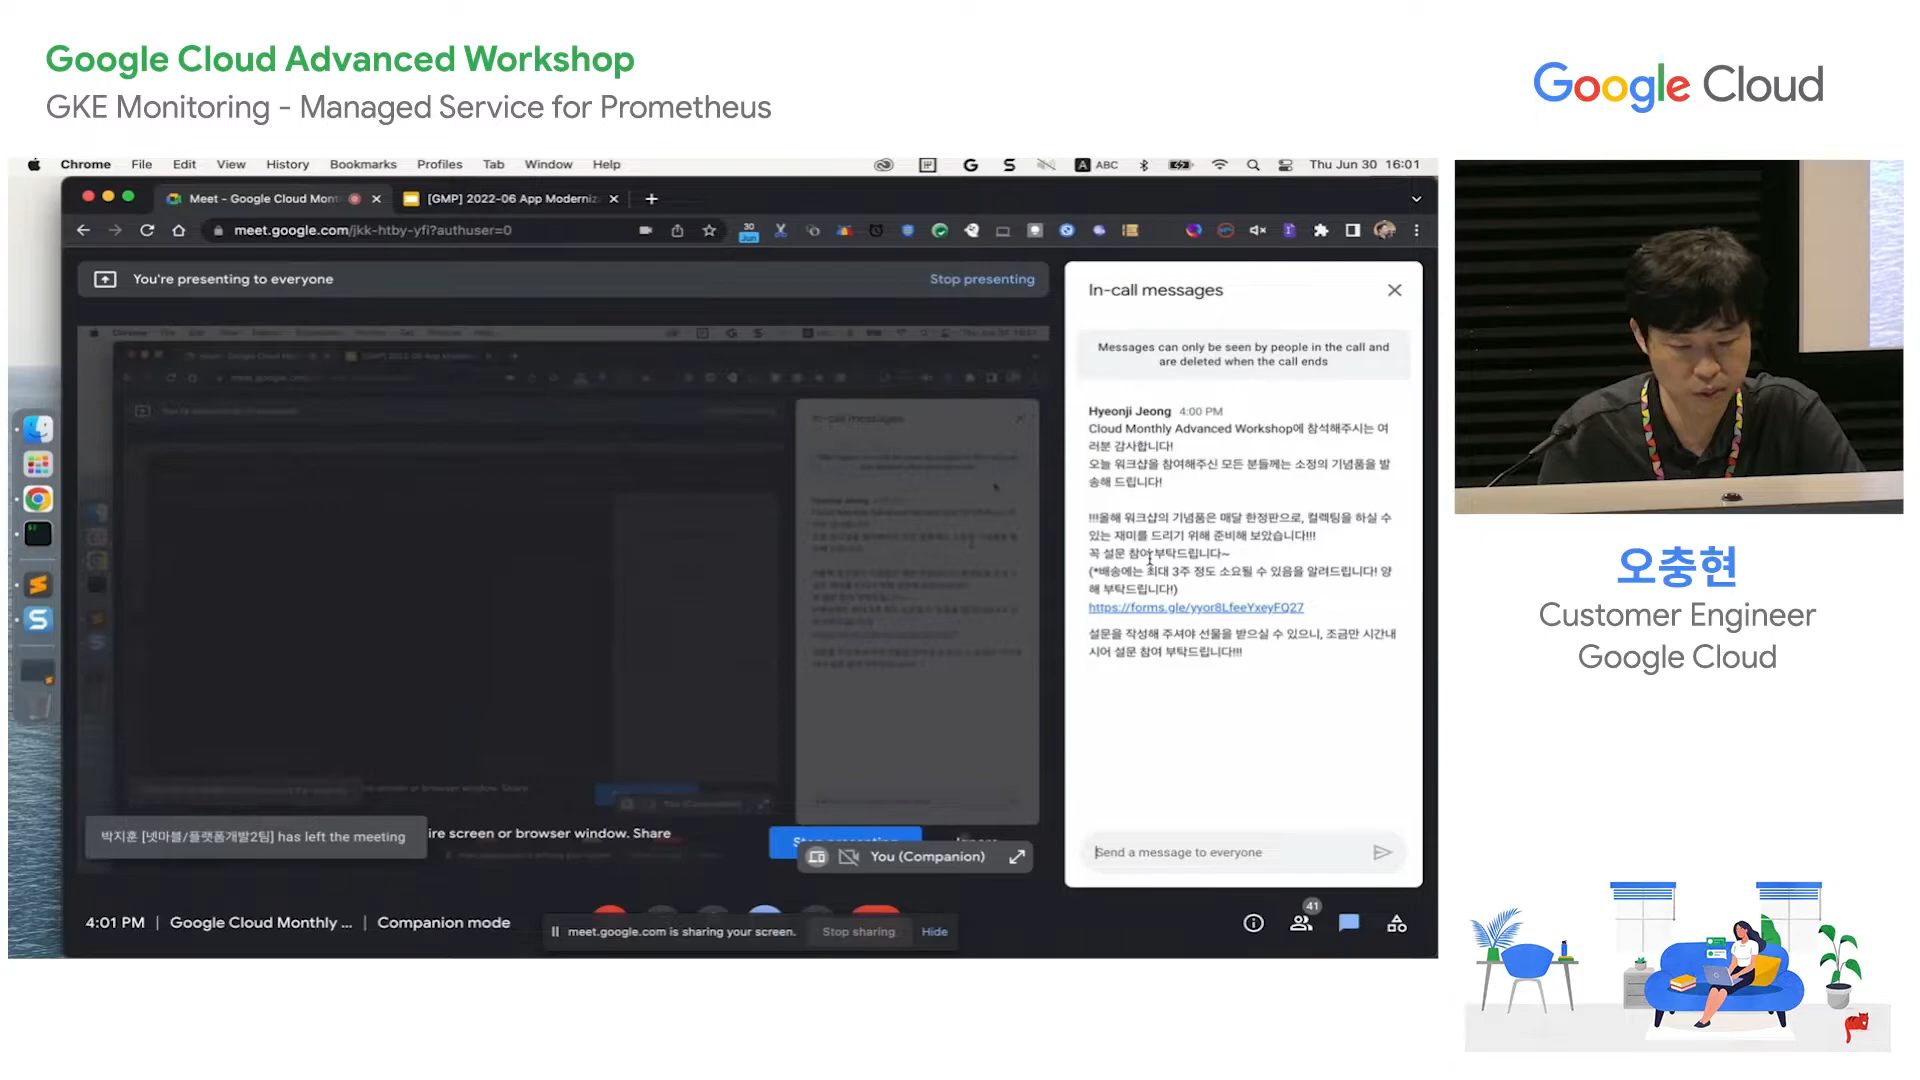 Google Cloud Advanced Workshop
GKE Monitoring - Managed Service for Prometheus
Google Cloud
Chrome File Edit View History Bookmarks Profiles Tab Window Help
ABC
Thu Jun 30 16:01
Meet - Google Cloud Mont
[GMP] 2022-06 App Moderniz
meet.google.com/jkk-htby-yfi?authuser=0
30
Jun
You're presenting to everyone
Stop presenting
In-call messages
Messages can only be seen by people in the call and
are deleted when the call ends
Hyeonji Jeong 4:00 PM
Cloud Monthly Advanced Workshop에 참석해주시는 여
러분 감사합니다!
오늘 워크샵을 참여해주신 모든 분들께는 소정의 기념품을 발
송해 드립니다!
!!!올해 워크샵의 기념품은 매달 한정판으로, 컬렉팅을 하실 수
있는 재미를 드리기 위해 준비해 보았습니다!!!
꼭 설문 참여 부탁드립니다~
(*배송에는 최대 3주 정도 소요될 수 있음을 알려드립니다! 양
해 부탁드립니다!)
https://forms.gle/yyor8LfeeYxeyFQ27
설문을 작성해 주셔야 선물을 받으실 수 있으니, 조금만 시간내
시어 설문 참여 부탁드립니다!!!
Send a message to everyone
박지훈 [넷마블/플랫폼개발2팀] has left the meeting
ire screen or browser window. Share
You (Companion)
4:01 PM | Google Cloud Monthly ... | Companion mode
meet.google.com is sharing your screen.
Stop sharing
Hide
41
오충현
Customer Engineer
Google Cloud